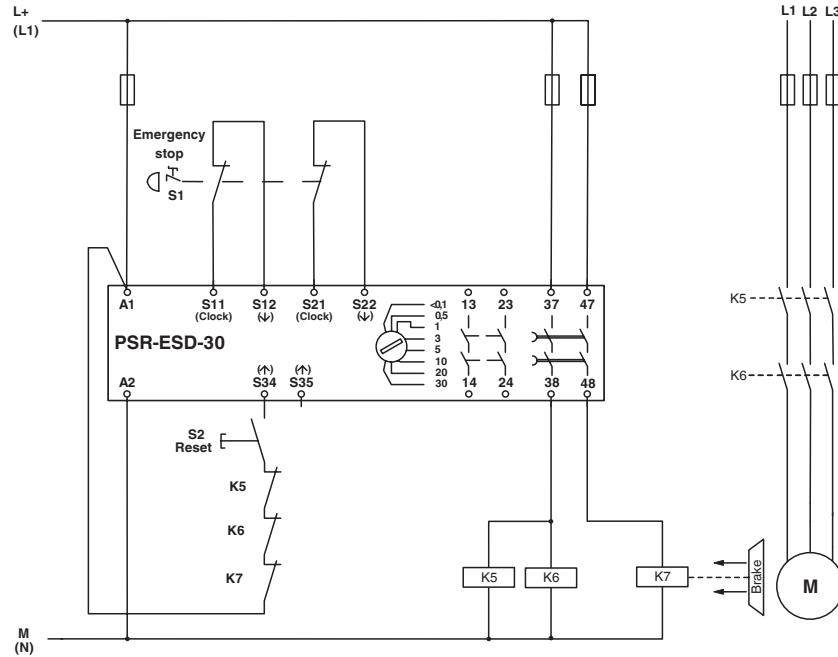 L+
(L1)
L1 L2 L3
Emergency
stop
S1
A1 S11 S12 S21 S22 <0,1 13 23 37 47
(Clock) (↓) (Clock) (↓) 0,5
1
PSR-ESD-30 3
5
(↑) (↑) 10
A2 S34 S35 20 14 24 38 48
30
K5
K6
S2
Reset
K5
K6
K7
K5 K6 K7 Brake M
M
(N)